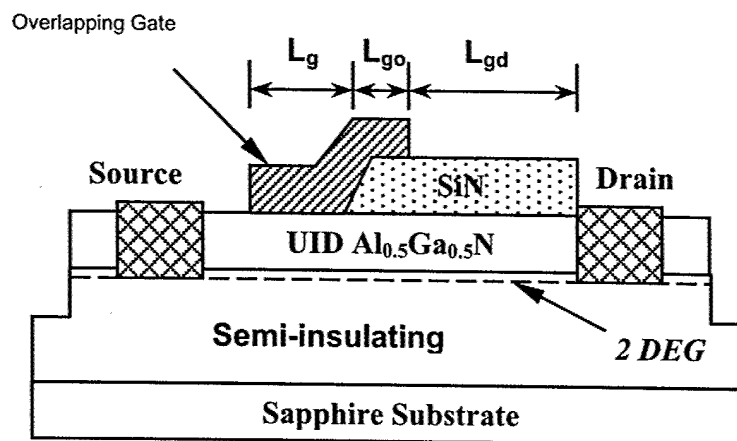 Overlapping Gate
Lg Lgo Lgd
Source SiN Drain
UID Al0.5Ga0.5N
Semi-insulating 2 DEG
Sapphire Substrate